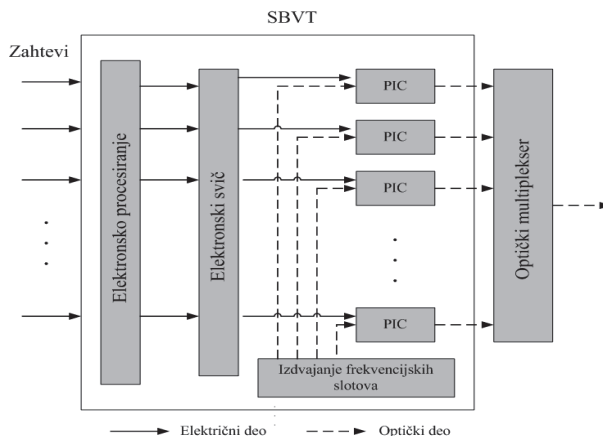 SBVT
Zahtevi
Elektronsko procesiranje
Elektronski svič
PIC
PIC
PIC
PIC
Optički multiplekser
Izdvajanje frekvencijskih
slotova
Električni deo
Optički deo